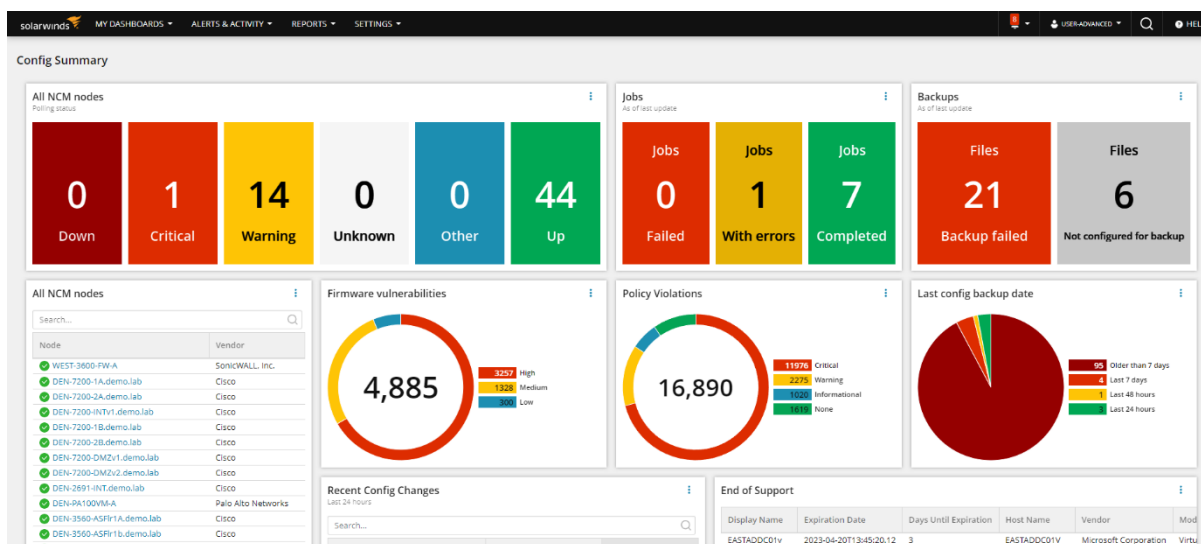 solarwinds MY DASHBOARDS ALERTS & ACTIVITY REPORTS SETTINGS 8 USER-ADVANCED HEL
Config Summary
All NCM nodes
Polling status
0 Down
1 Critical
14 Warning
0 Unknown
0 Other
44 Up
Jobs
As of last update
Jobs 0 Failed
Jobs 1 With errors
Jobs 7 Completed
Backups
As of last update
Files 21 Backup failed
Files 6 Not configured for backup
All NCM nodes
Search...
Node Vendor
WEST-3600-FW-A SonicWALL, Inc.
DEN-7200-1A.demo.lab Cisco
DEN-7200-2A.demo.lab Cisco
DEN-7200-INTv1.demo.lab Cisco
DEN-7200-1B.demo.lab Cisco
DEN-7200-2B.demo.lab Cisco
DEN-7200-DMZv1.demo.lab Cisco
DEN-7200-DMZv2.demo.lab Cisco
DEN-2691-INT.demo.lab Cisco
DEN-PA100VM-A Palo Alto Networks
DEN-3560-ASFlr1A.demo.lab Cisco
DEN-3560-ASFlr1b.demo.lab Cisco
Firmware vulnerabilities
4,885
3257 High
1328 Medium
300 Low
Policy Violations
16,890
11976 Critical
2275 Warning
1020 Informational
1619 None
Last config backup date
95 Older than 7 days
4 Last 7 days
1 Last 48 hours
3 Last 24 hours
Recent Config Changes
Last 24 hours
Search...
End of Support
Display Name Expiration Date Days Until Expiration Host Name Vendor Mod
EASTADDC01v 2023-04-20T13:45:20.12 3 EASTADDC01V Microsoft Corporation Virtu